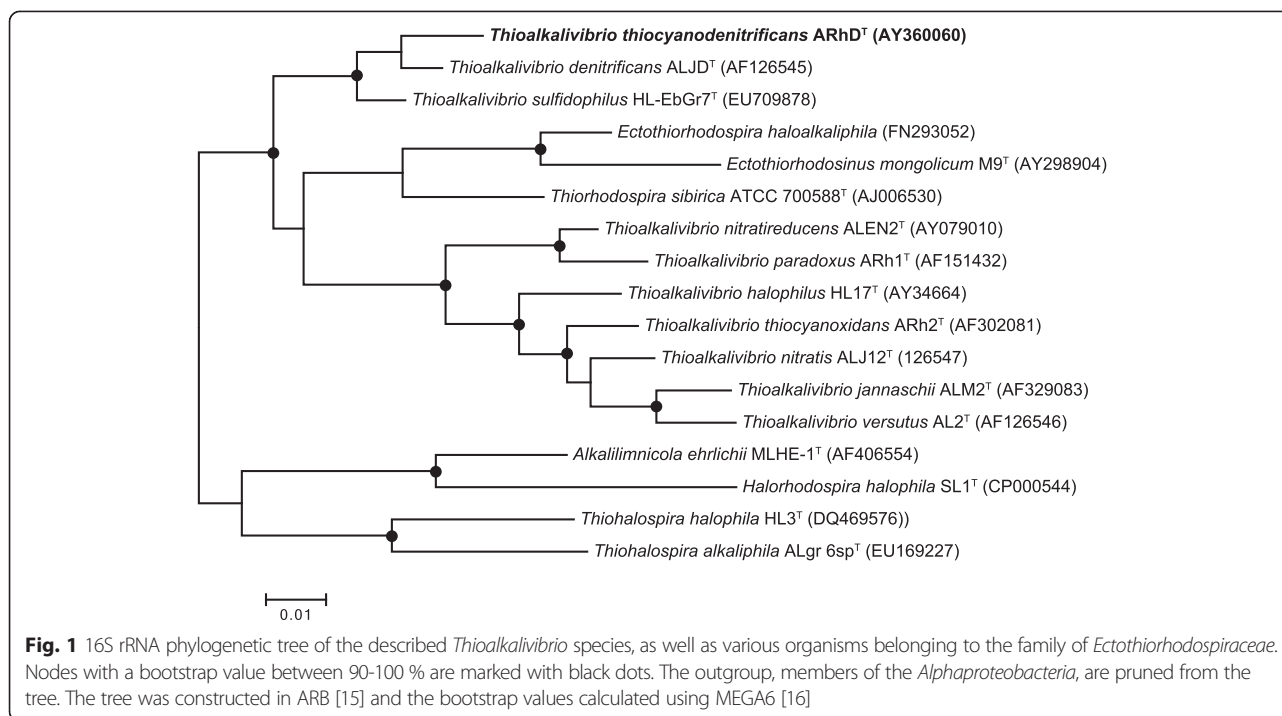 Thioalkalivibrio thiocyanodenitrificans ARhDᵀ (AY360060)
Thioalkalivibrio denitrificans ALJDᵀ (AF126545)
Thioalkalivibrio sulfidophilus HL-EbGr7ᵀ (EU709878)
Ectothiorhodospira haloalkaliphila (FN293052)
Ectothiorhodosinus mongolicum M9ᵀ (AY298904)
Thiorhodospira sibirica ATCC 700588ᵀ (AJ006530)
Thioalkalivibrio nitratireducens ALEN2ᵀ (AY079010)
Thioalkalivibrio paradoxus ARh1ᵀ (AF151432)
Thioalkalivibrio halophilus HL17ᵀ (AY34664)
Thioalkalivibrio thiocyanoxidans ARh2ᵀ (AF302081)
Thioalkalivibrio nitratis ALJ12ᵀ (126547)
Thioalkalivibrio jannaschii ALM2ᵀ (AF329083)
Thioalkalivibrio versutus AL2ᵀ (AF126546)
Alkalilimnicola ehrlichii MLHE-1ᵀ (AF406554)
Halorhodospira halophila SL1ᵀ (CP000544)
Thiohalospira halophila HL3ᵀ (DQ469576))
Thiohalospira alkaliphila ALgr 6spᵀ (EU169227)
0.01
Fig. 1 16S rRNA phylogenetic tree of the described Thioalkalivibrio species, as well as various organisms belonging to the family of Ectothiorhodospiraceae.
Nodes with a bootstrap value between 90-100 % are marked with black dots. The outgroup, members of the Alphaproteobacteria, are pruned from the
tree. The tree was constructed in ARB [15] and the bootstrap values calculated using MEGA6 [16]